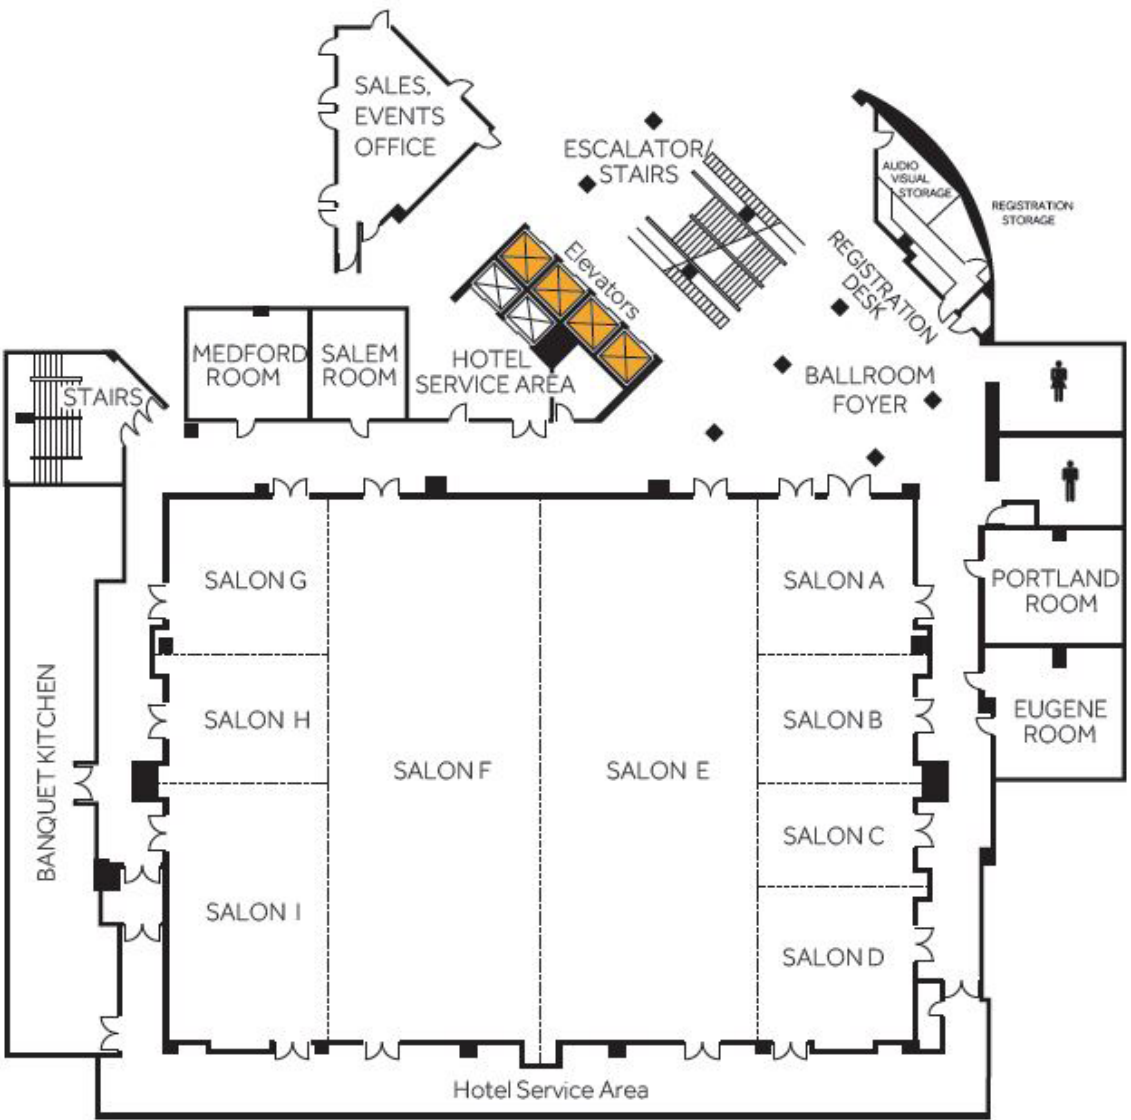 SALES,
EVENTS
OFFICE
ESCALATOR/
STAIRS
AUDIO
VISUAL
STORAGE
REGISTRATION
STORAGE
REGISTRATION
DESK
Elevators
MEDFORD
ROOM
SALEM
ROOM
HOTEL
SERVICE AREA
STAIRS
BALLROOM
FOYER
SALON G
SALON A
PORTLAND
ROOM
SALON H
SALON B
EUGENE
ROOM
BANQUET KITCHEN
SALON F
SALON E
SALON C
SALON I
SALON D
Hotel Service Area